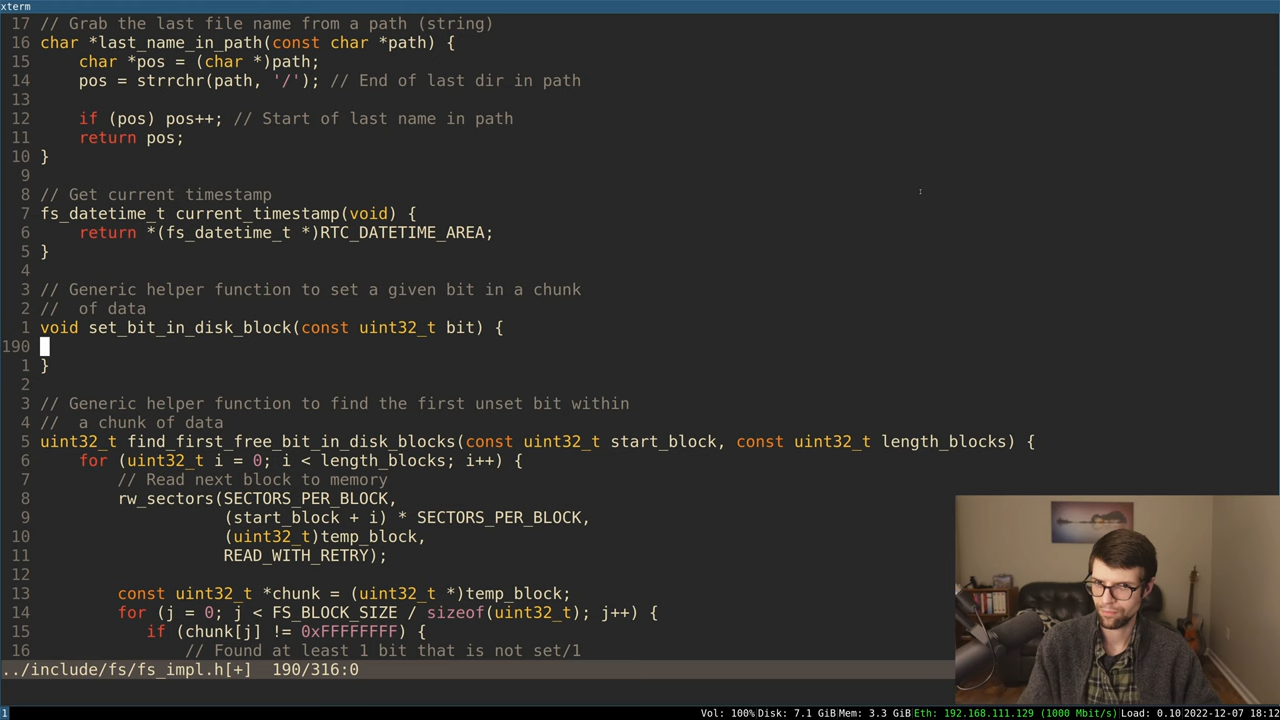 xterm
17 // Grab the last file name from a path (string)
16 char *last_name_in_path(const char *path) {
15     char *pos = (char *)path;
14     pos = strrchr(path, '/'); // End of last dir in path
13
12     if (pos) pos++; // Start of last name in path
11     return pos;
10 }
9
8 // Get current timestamp
7 fs_datetime_t current_timestamp(void) {
6     return *(fs_datetime_t *)RTC_DATETIME_AREA;
5 }
4
3 // Generic helper function to set a given bit in a chunk
2 //  of data
1 void set_bit_in_disk_block(const uint32_t bit) {
190
1 }
2
3 // Generic helper function to find the first unset bit within
4 //  a chunk of data
5 uint32_t find_first_free_bit_in_disk_blocks(const uint32_t start_block, const uint32_t length_blocks) {
6     for (uint32_t i = 0; i < length_blocks; i++) {
7         // Read next block to memory
8         rw_sectors(SECTORS_PER_BLOCK,
9                    (start_block + i) * SECTORS_PER_BLOCK,
10                    (uint32_t)temp_block,
11                    READ_WITH_RETRY);
12
13         const uint32_t *chunk = (uint32_t *)temp_block;
14         for (j = 0; j < FS_BLOCK_SIZE / sizeof(uint32_t); j++) {
15            if (chunk[j] != 0xFFFFFFFF) {
16                // Found at least 1 bit that is not set/1
../include/fs/fs_impl.h[+]  190/316:0
1 Vol: 100% Disk: 7.1 GiB Mem: 3.3 GiB Eth: 192.168.111.129 (1000 Mbit/s) Load: 0.10 2022-12-07 18:12